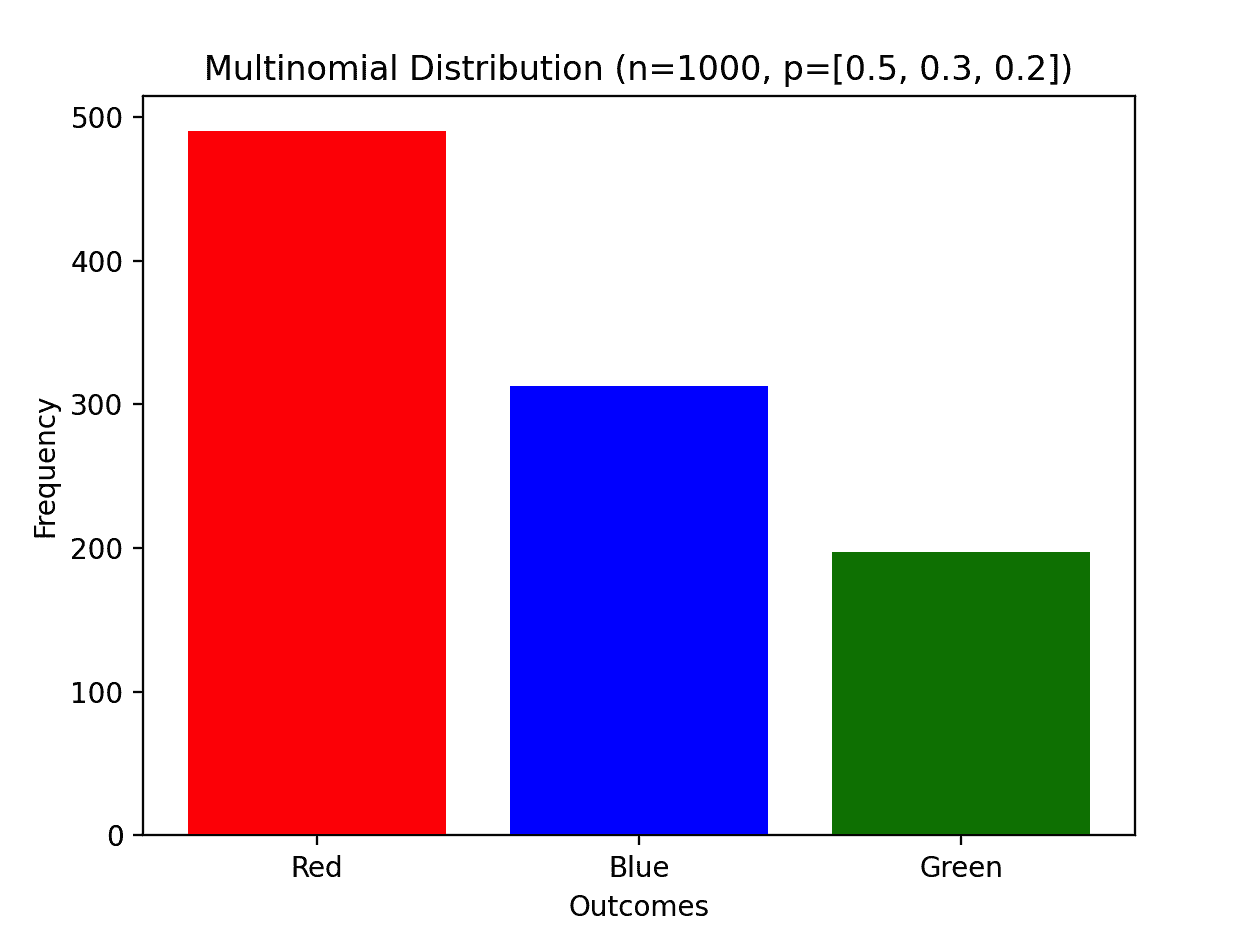 Multinomial Distribution (n=1000, p=[0.5, 0.3, 0.2])
500
400
300
200
100
0
Frequency
Red Blue Green
Outcomes